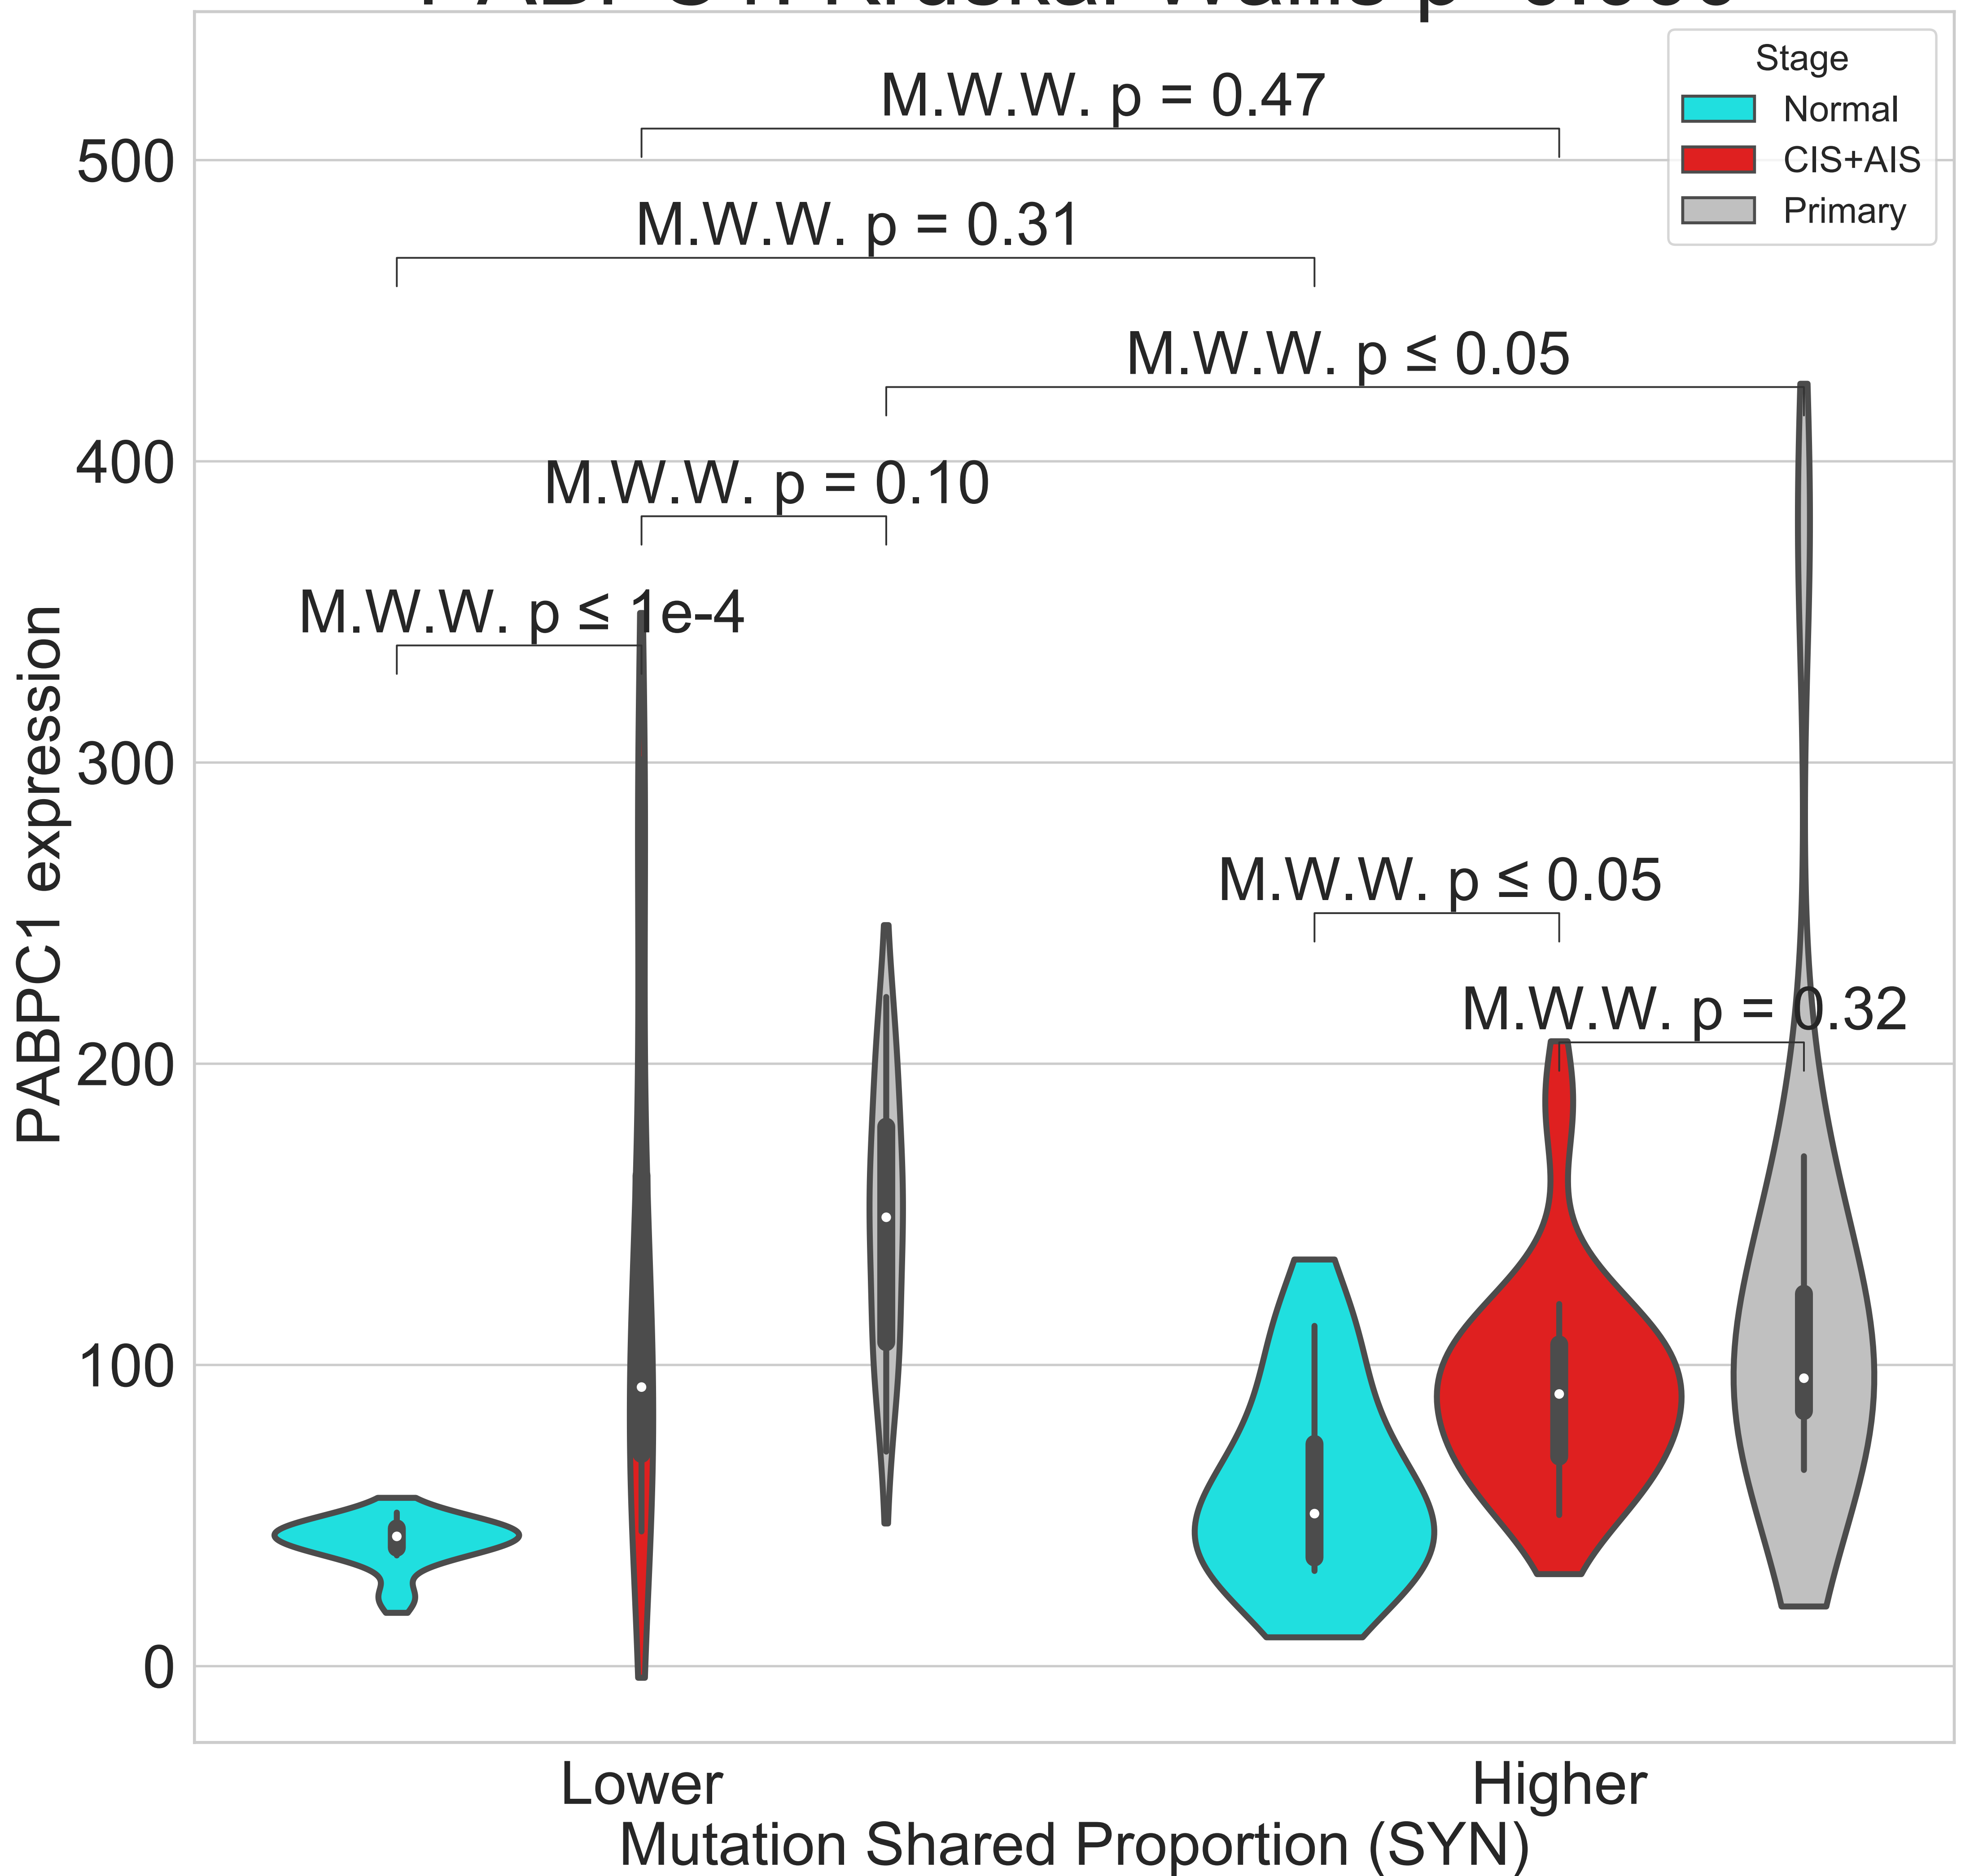 Stage
Normal
CIS+AIS
Primary
M.W.W. p = 0.47
M.W.W. p = 0.31
M.W.W. p ≤ 0.05
M.W.W. p = 0.10
M.W.W. p ≤ 1e-4
M.W.W. p ≤ 0.05
M.W.W. p = 0.32
500
400
300
200
100
0
PABPC1 expression
Lower
Higher
Mutation Shared Proportion (SYN)